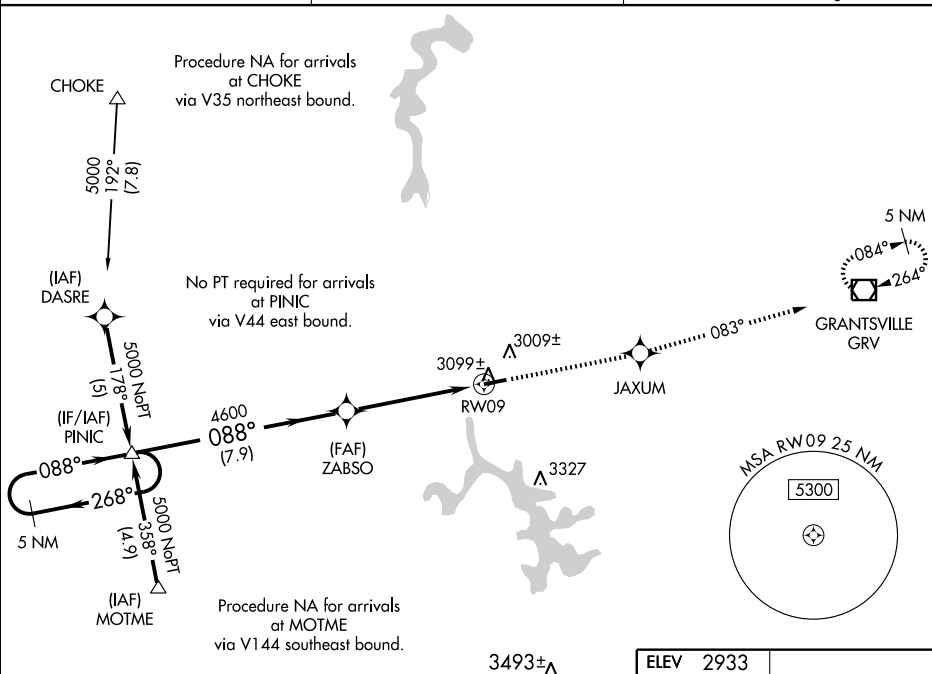 Procedure NA for arrivals
at CHOKE
via V35 northeast bound.
CHOKE
5000
192°
(7.8)
5 NM
084°
264°
GRANTSVILLE
GRV
(IAF)
DASRE
No PT required for arrivals
at PINIC
via V44 east bound.
5000 NoPT
178°
(5)
083°
3009±
3099±
RW09
JAXUM
(IF/IAF)
PINIC
4600
088°
(7.9)
(FAF)
ZABSO
088°
268°
5 NM
3327
MSA RW09 25 NM
5300
5000 NoPT
358°
(4.9)
(IAF)
MOTME
Procedure NA for arrivals
at MOTME
via V144 southeast bound.
3493±
ELEV 2933